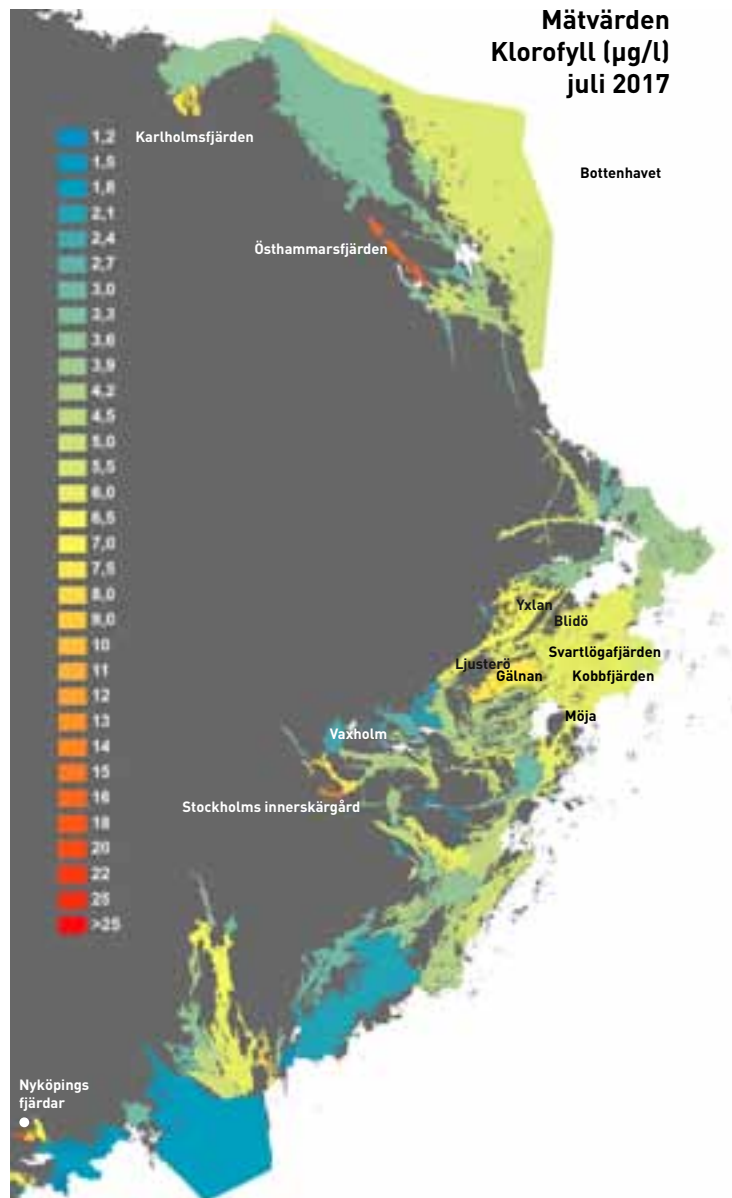 Mätvärden
Klorofyll (µg/l)
juli 2017
Karlholmsfjärden
Bottenhavet
Östhammarsfjärden
1,2
1,5
1,8
2,1
2,4
2,7
3,0
3,3
3,6
3,9
4,2
4,5
5,0
5,5
6,0
6,5
7,0
7,5
8,0
9,0
10
11
12
13
14
15
16
18
20
22
25
>25
Yxlan
Blidö
Svartlögafjärden
Ljusterö
Gälnan
Kobbfjärden
Möja
Vaxholm
Stockholms innerskärgård
Nyköpings
fjärdar